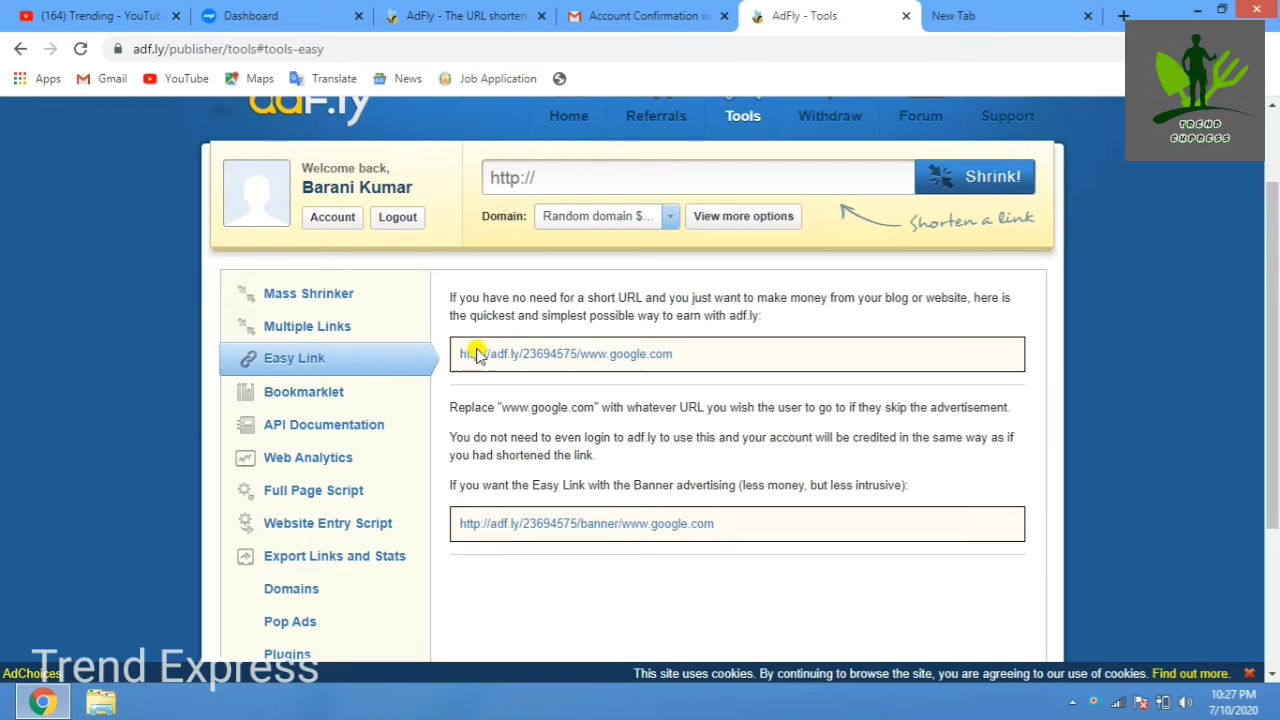 (164) Trending - YouTu
Dashboard
AdFly - The URL shorten
Account Confirmation w
AdFly - Tools
New Tab
adf.ly/publisher/tools#tools-easy
Apps
Gmail
YouTube
Maps
Translate
News
Job Application
TREND
EXPRESS
adf.ly
Home
Referrals
Tools
Withdraw
Forum
Support
Welcome back,
Barani Kumar
Account
Logout
http://
Shrink!
Domain:
Random domain $...
View more options
Shorten a link
Mass Shrinker
Multiple Links
Easy Link
Bookmarklet
API Documentation
Web Analytics
Full Page Script
Website Entry Script
Export Links and Stats
Domains
Pop Ads
Plugins
If you have no need for a short URL and you just want to make money from your blog or website, here is
the quickest and simplest possible way to earn with adf.ly:
http://adf.ly/23694575/www.google.com
Replace "www.google.com" with whatever URL you wish the user to go to if they skip the advertisement.
You do not need to even login to adf.ly to use this and your account will be credited in the same way as if
you had shortened the link.
If you want the Easy Link with the Banner advertising (less money, but less intrusive):
http://adf.ly/23694575/banner/www.google.com
AdChoices
Trend Express
This site uses cookies. By continuing to browse the site, you are agreeing to our use of cookies. Find out more.
10:27 PM
7/10/2020